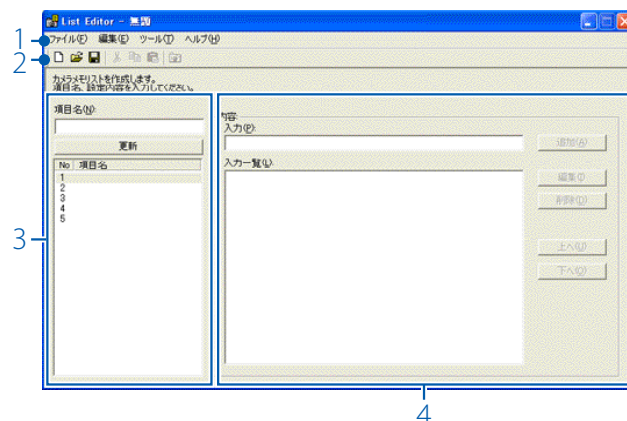 List Editor - 無題
1
ファイル(F) 編集(E) ツール(T) ヘルプ(H)
2
カメラメモリストを作成します。
項目名、設定内容を入力してください。
項目名(N):
更新
No 項目名
1
2
3
4
5
3
内容:
入力(P):
追加(A)
入力一覧(L):
編集(I)
削除(D)
上へ(U)
下へ(O)
4